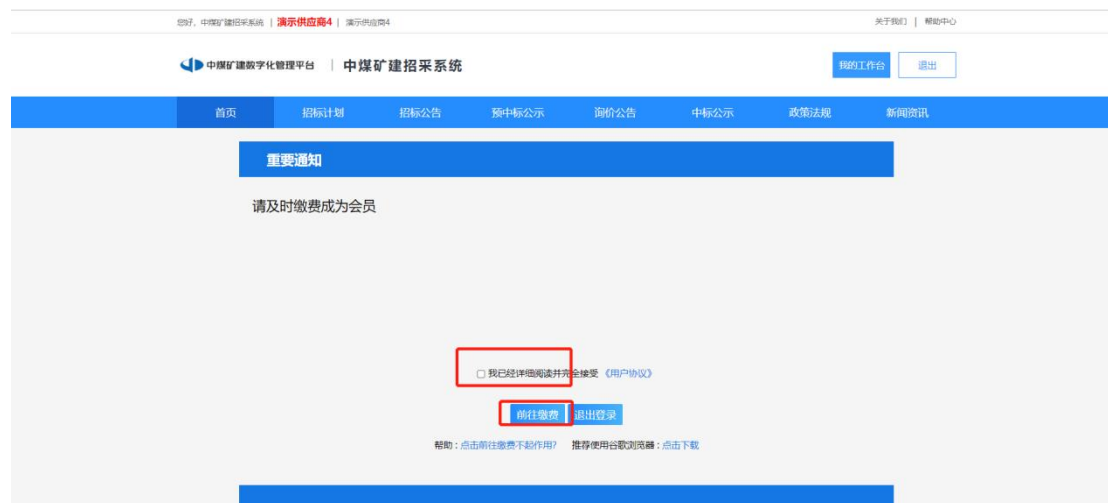 您好，中煤矿建招采系统 | 演示供应商4 | 演示供应商4 关于我们 | 帮助中心
中煤矿建数字化管理平台 | 中煤矿建招采系统 我的工作台 退出
首页 招标计划 招标公告 预中标公示 询价公告 中标公示 政策法规 新闻资讯
重要通知
请及时缴费成为会员
我已经详细阅读并完全接受 《用户协议》
前往缴费 退出登录
帮助：点击前往缴费不起作用? 推荐使用谷歌浏览器：点击下载